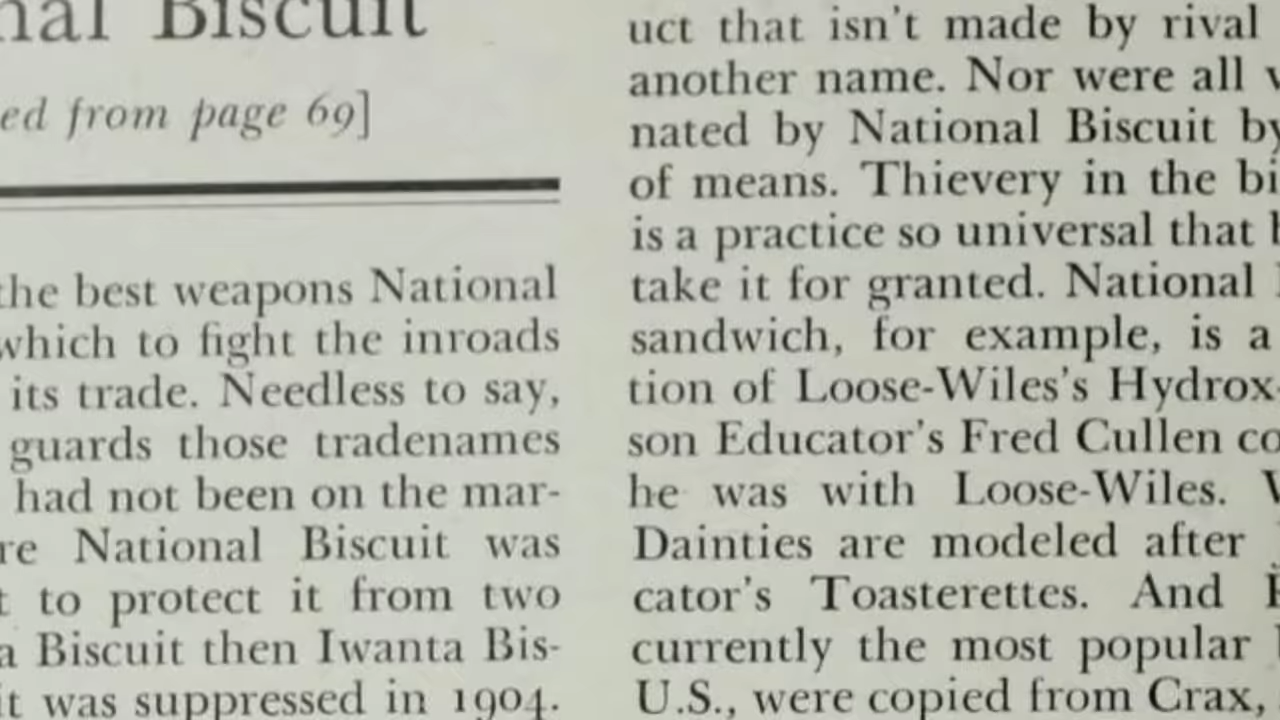 nal Biscuit
ed from page 69]
the best weapons National
which to fight the inroads
its trade. Needless to say,
guards those tradenames
had not been on the mar-
re National Biscuit was
t to protect it from two
a Biscuit then Iwanta Bis-
it was suppressed in 1904.
uct that isn't made by rival
another name. Nor were all v
nated by National Biscuit by
of means. Thievery in the bi
is a practice so universal that
take it for granted. National
sandwich, for example, is a
tion of Loose-Wiles's Hydrox-
son Educator's Fred Cullen co
he was with Loose-Wiles.
Dainties are modeled after
cator's Toasterettes. And
currently the most popular
U.S., were copied from Crax,